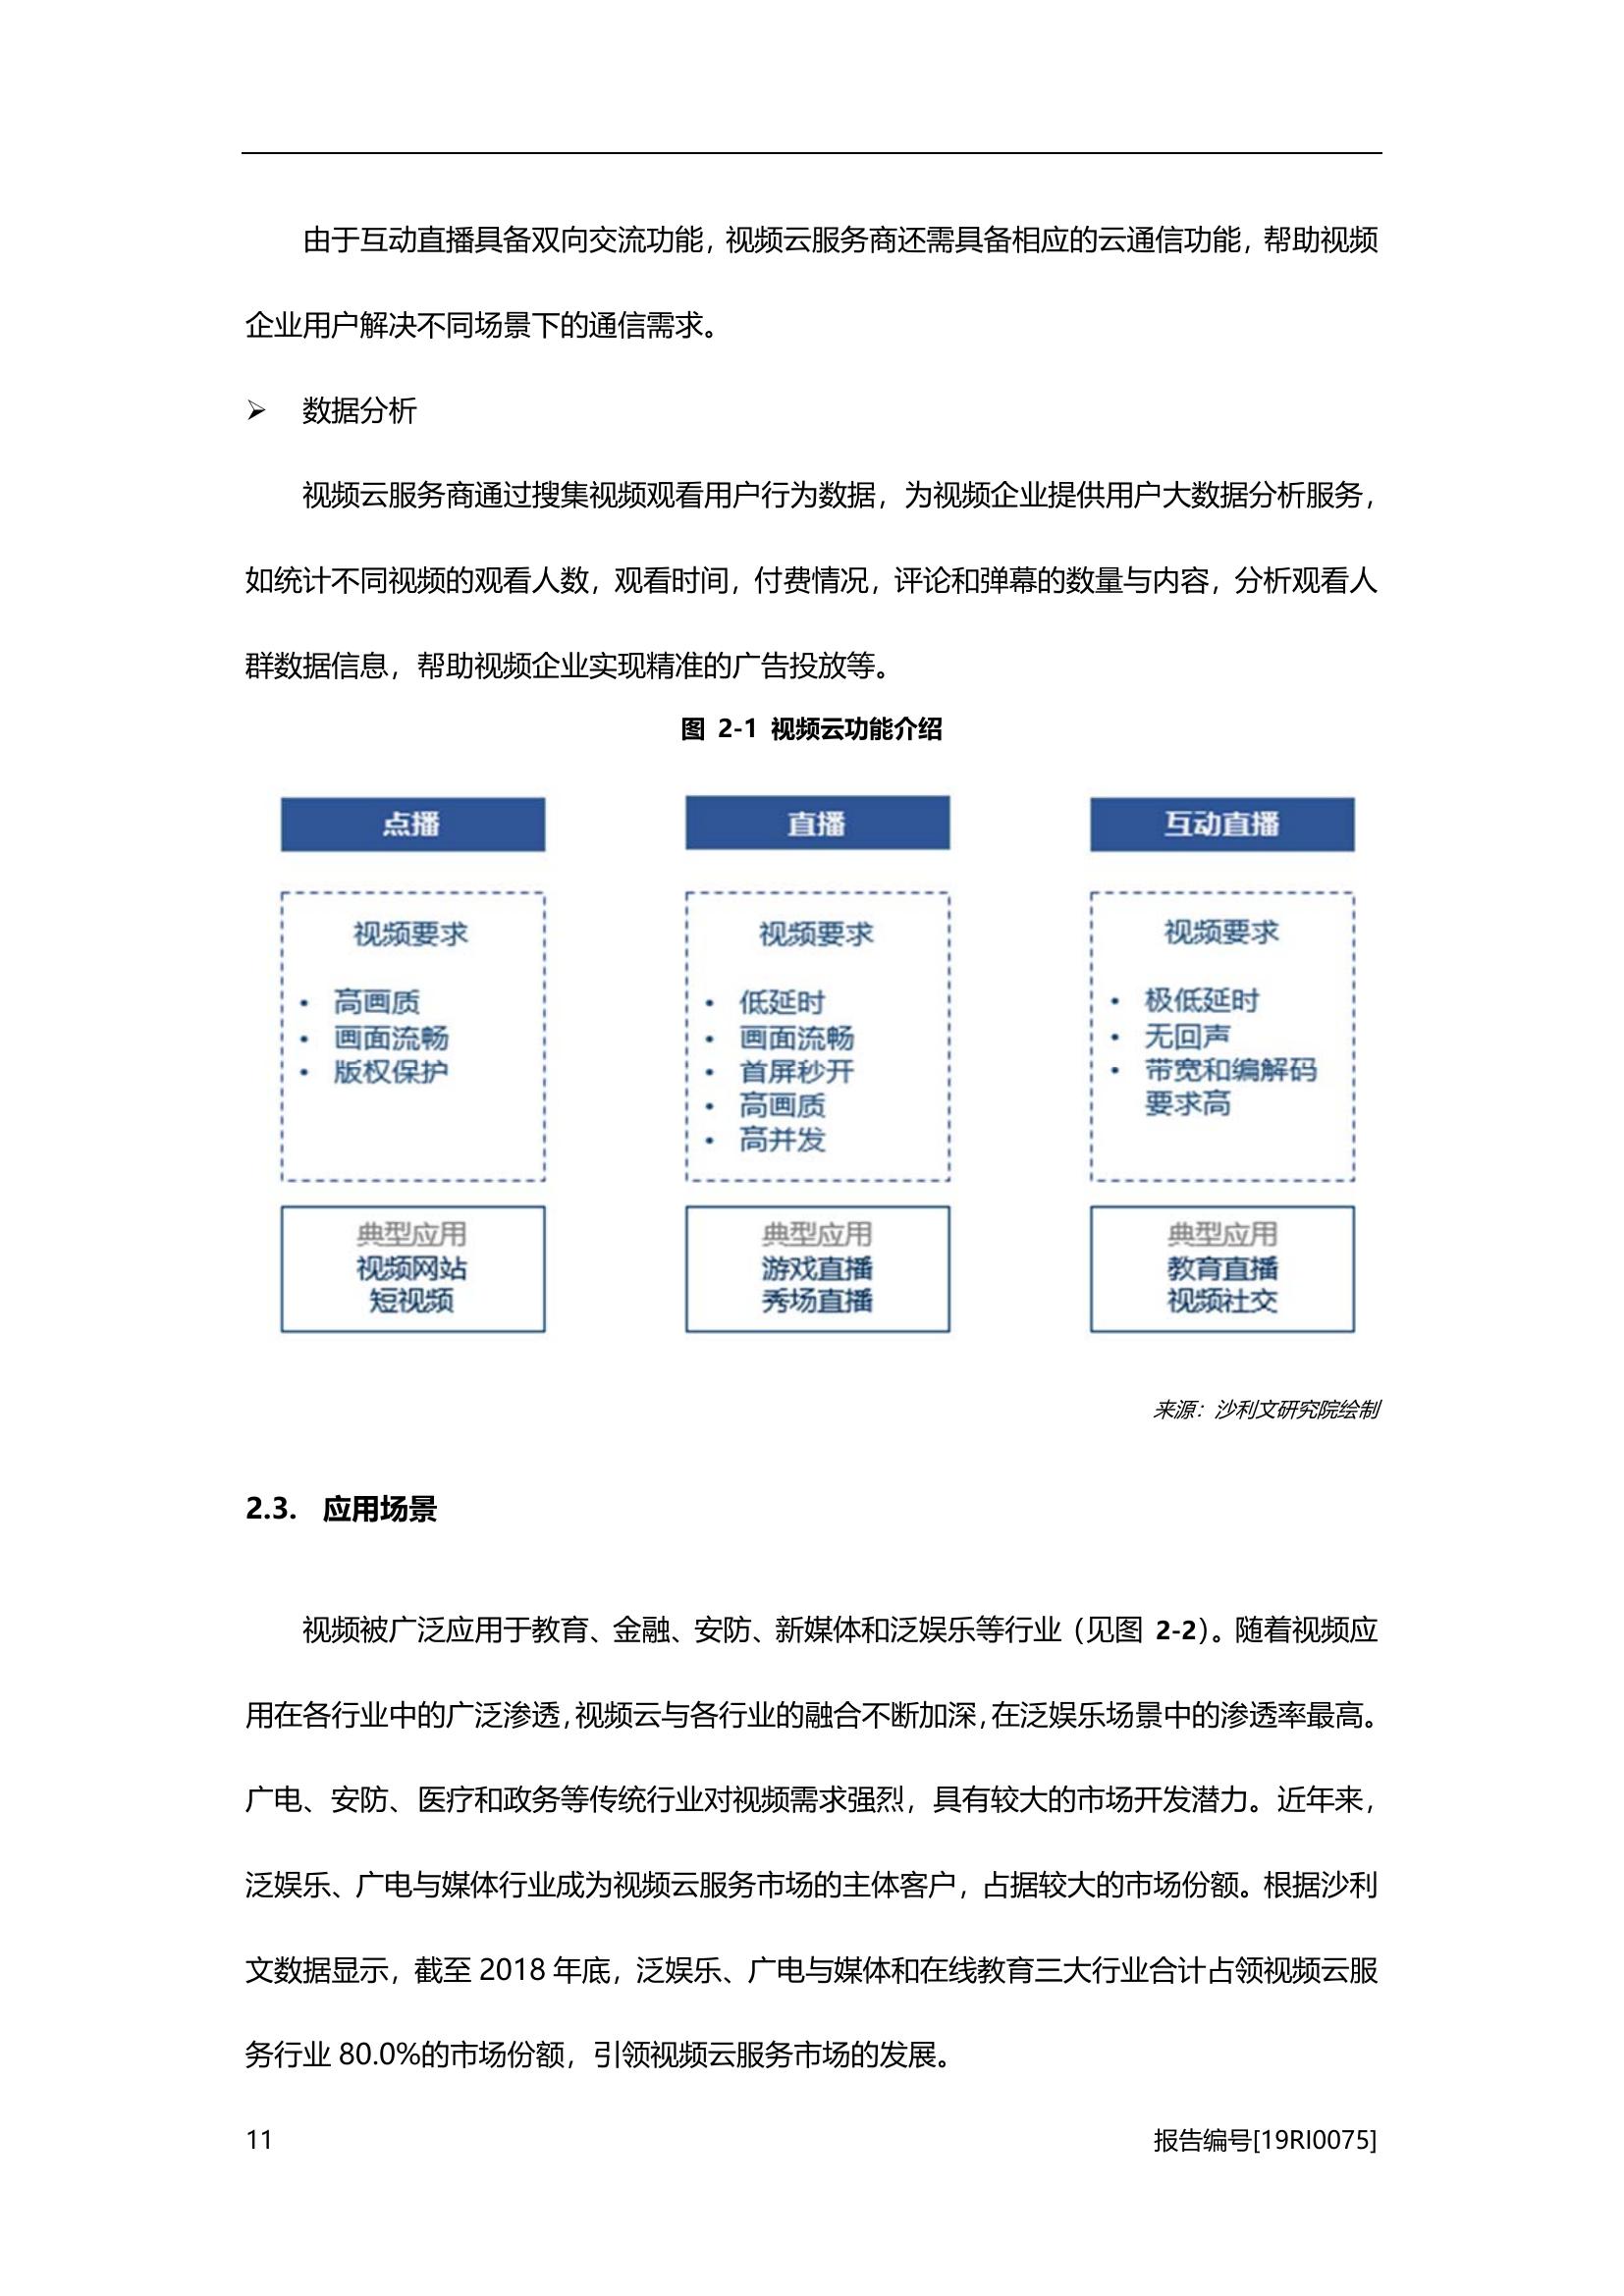 由于互动直播具备双向交流功能，视频云服务商还需具备相应的云通信功能，帮助视频
企业用户解决不同场景下的通信需求。
➢ 数据分析
视频云服务商通过搜集视频观看用户行为数据，为视频企业提供用户大数据分析服务，
如统计不同视频的观看人数，观看时间，付费情况，评论和弹幕的数量与内容，分析观看人
群数据信息，帮助视频企业实现精准的广告投放等。
图 2-1 视频云功能介绍
点播
视频要求
• 高画质
• 画面流畅
• 版权保护
典型应用
视频网站
短视频
直播
视频要求
• 低延时
• 画面流畅
• 首屏秒开
• 高画质
• 高并发
典型应用
游戏直播
秀场直播
互动直播
视频要求
• 极低延时
• 无回声
• 带宽和编解码
要求高
典型应用
教育直播
视频社交
来源：沙利文研究院绘制
2.3. 应用场景
视频被广泛应用于教育、金融、安防、新媒体和泛娱乐等行业（见图 2-2）。随着视频应
用在各行业中的广泛渗透，视频云与各行业的融合不断加深，在泛娱乐场景中的渗透率最高。
广电、安防、医疗和政务等传统行业对视频需求强烈，具有较大的市场开发潜力。近年来，
泛娱乐、广电与媒体行业成为视频云服务市场的主体客户，占据较大的市场份额。根据沙利
文数据显示，截至 2018 年底，泛娱乐、广电与媒体和在线教育三大行业合计占领视频云服
务行业 80.0%的市场份额，引领视频云服务市场的发展。
11
报告编号[19RI0075]